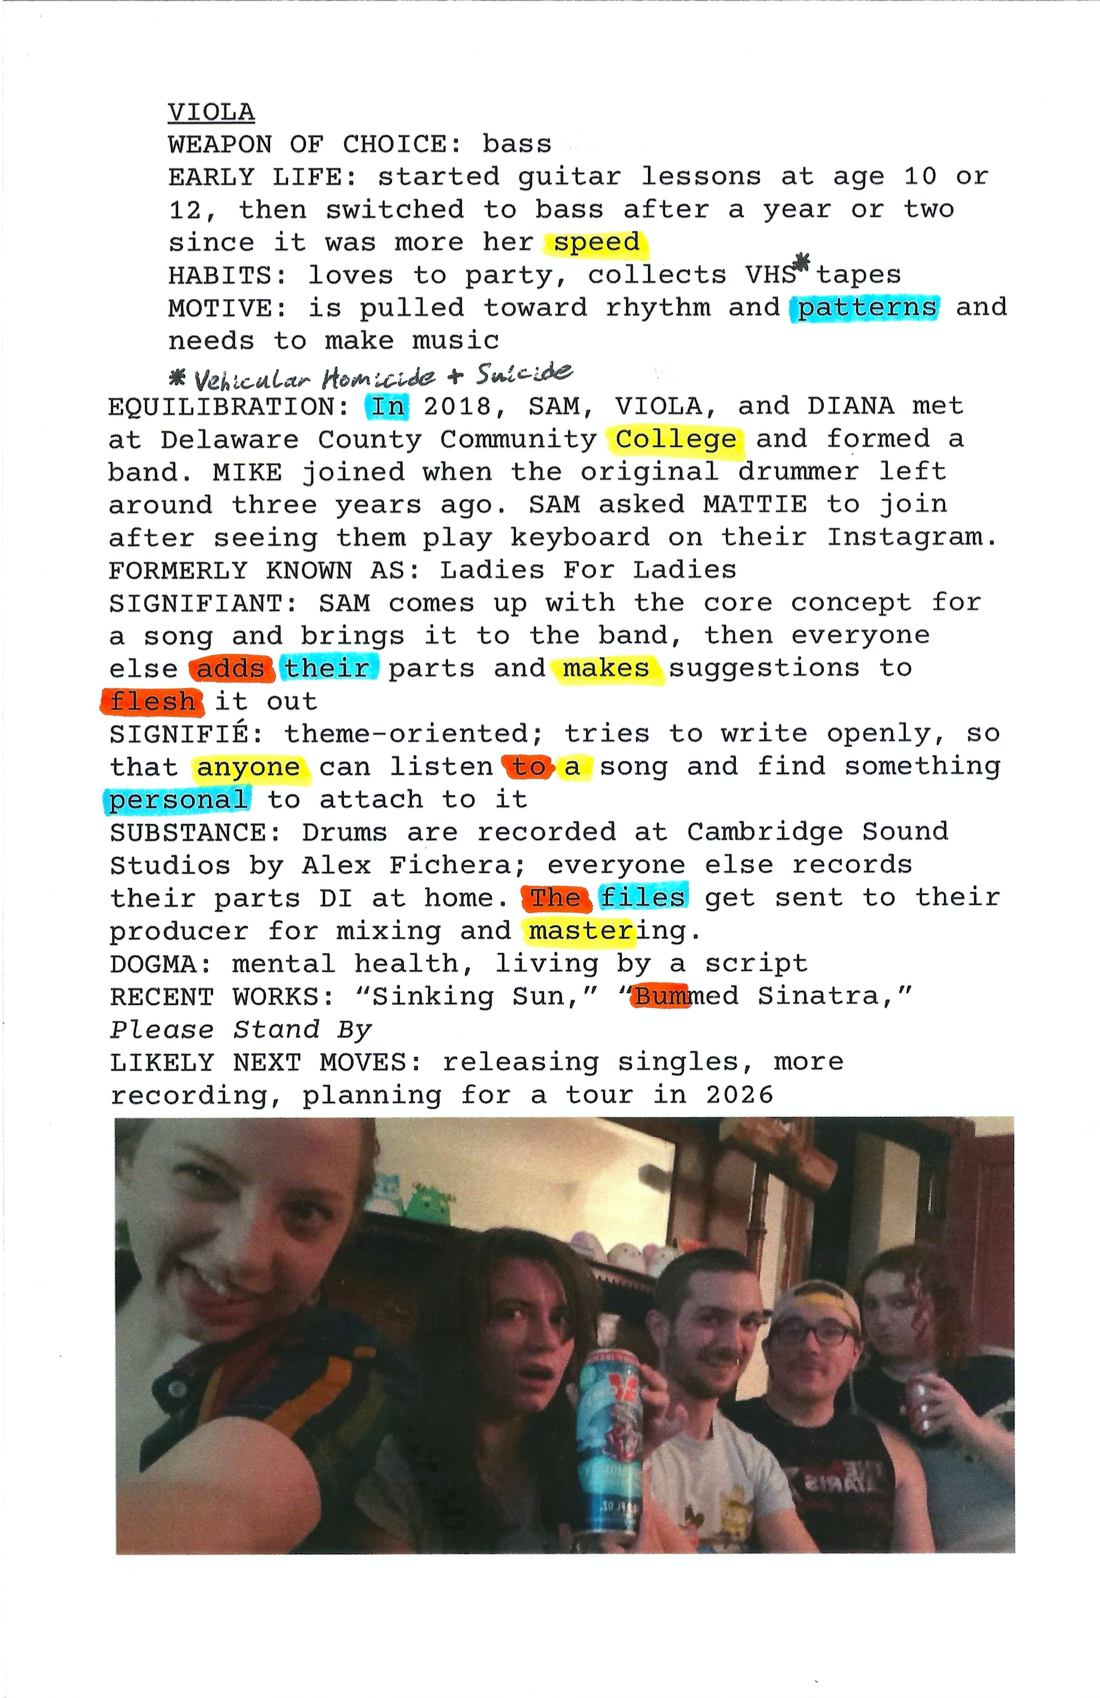 VIOLA
WEAPON OF CHOICE: bass
EARLY LIFE: started guitar lessons at age 10 or
12, then switched to bass after a year or two
since it was more her speed
HABITS: loves to party, collects VHS* tapes
MOTIVE: is pulled toward rhythm and patterns and
needs to make music
* Vehicular Homicide + Suicide
EQUILIBRATION: In 2018, SAM, VIOLA, and DIANA met
at Delaware County Community College and formed a
band. MIKE joined when the original drummer left
around three years ago. SAM asked MATTIE to join
after seeing them play keyboard on their Instagram.
FORMERLY KNOWN AS: Ladies For Ladies
SIGNIFIANT: SAM comes up with the core concept for
a song and brings it to the band, then everyone
else adds their parts and makes suggestions to
flesh it out
SIGNIFIÉ: theme-oriented; tries to write openly, so
that anyone can listen to a song and find something
personal to attach to it
SUBSTANCE: Drums are recorded at Cambridge Sound
Studios by Alex Fichera; everyone else records
their parts DI at home. The files get sent to their
producer for mixing and mastering.
DOGMA: mental health, living by a script
RECENT WORKS: “Sinking Sun,” “Bummed Sinatra,”
Please Stand By
LIKELY NEXT MOVES: releasing singles, more
recording, planning for a tour in 2026